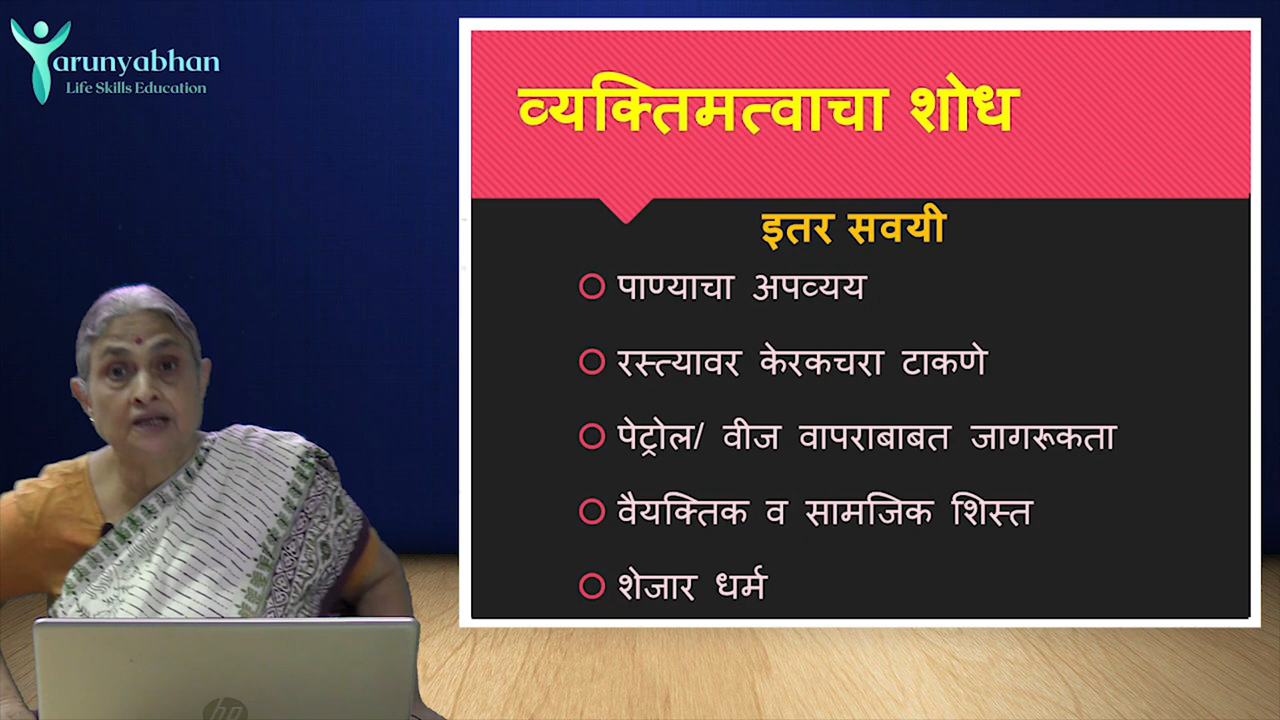 Tarunyabhan
Life Skills Education
व्यक्तिमत्वाचा शोध
इतर सवयी
पाण्याचा अपव्यय
रस्त्यावर केरकचरा टाकणे
पेट्रोल/ वीज वापराबाबत जागरूकता
वैयक्तिक व सामजिक शिस्त
शेजार धर्म
hp